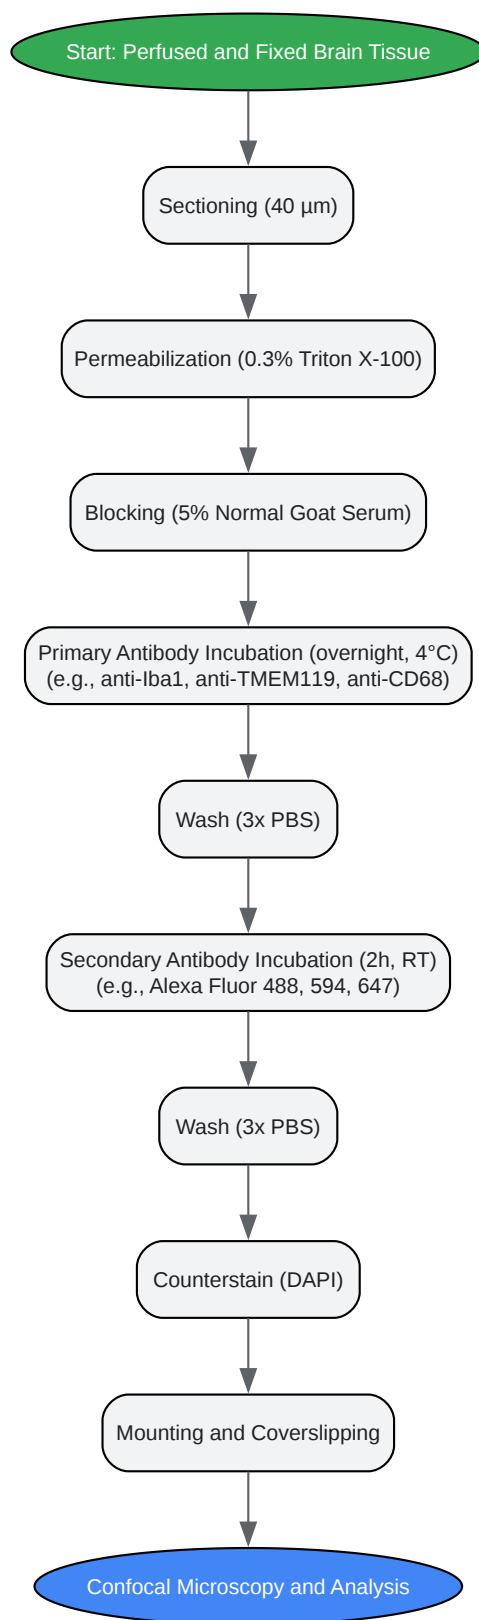 Start: Perfused and Fixed Brain Tissue
Sectioning (40 µm)
Permeabilization (0.3% Triton X-100)
Blocking (5% Normal Goat Serum)
Primary Antibody Incubation (overnight, 4°C)
(e.g., anti-Iba1, anti-TMEM119, anti-CD68)
Wash (3x PBS)
Secondary Antibody Incubation (2h, RT)
(e.g., Alexa Fluor 488, 594, 647)
Wash (3x PBS)
Counterstain (DAPI)
Mounting and Coverslipping
Confocal Microscopy and Analysis